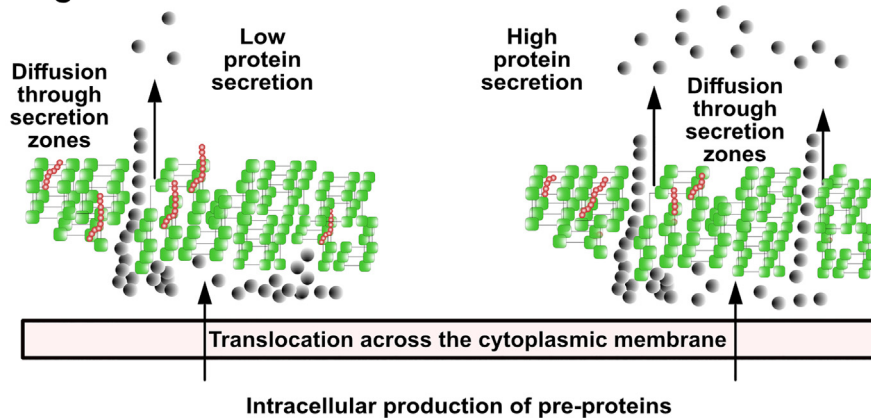 Low
protein
secretion
High
protein
secretion
Diffusion
through
secretion
zones
Diffusion
through
secretion
zones
Translocation across the cytoplasmic membrane
Intracellular production of pre-proteins